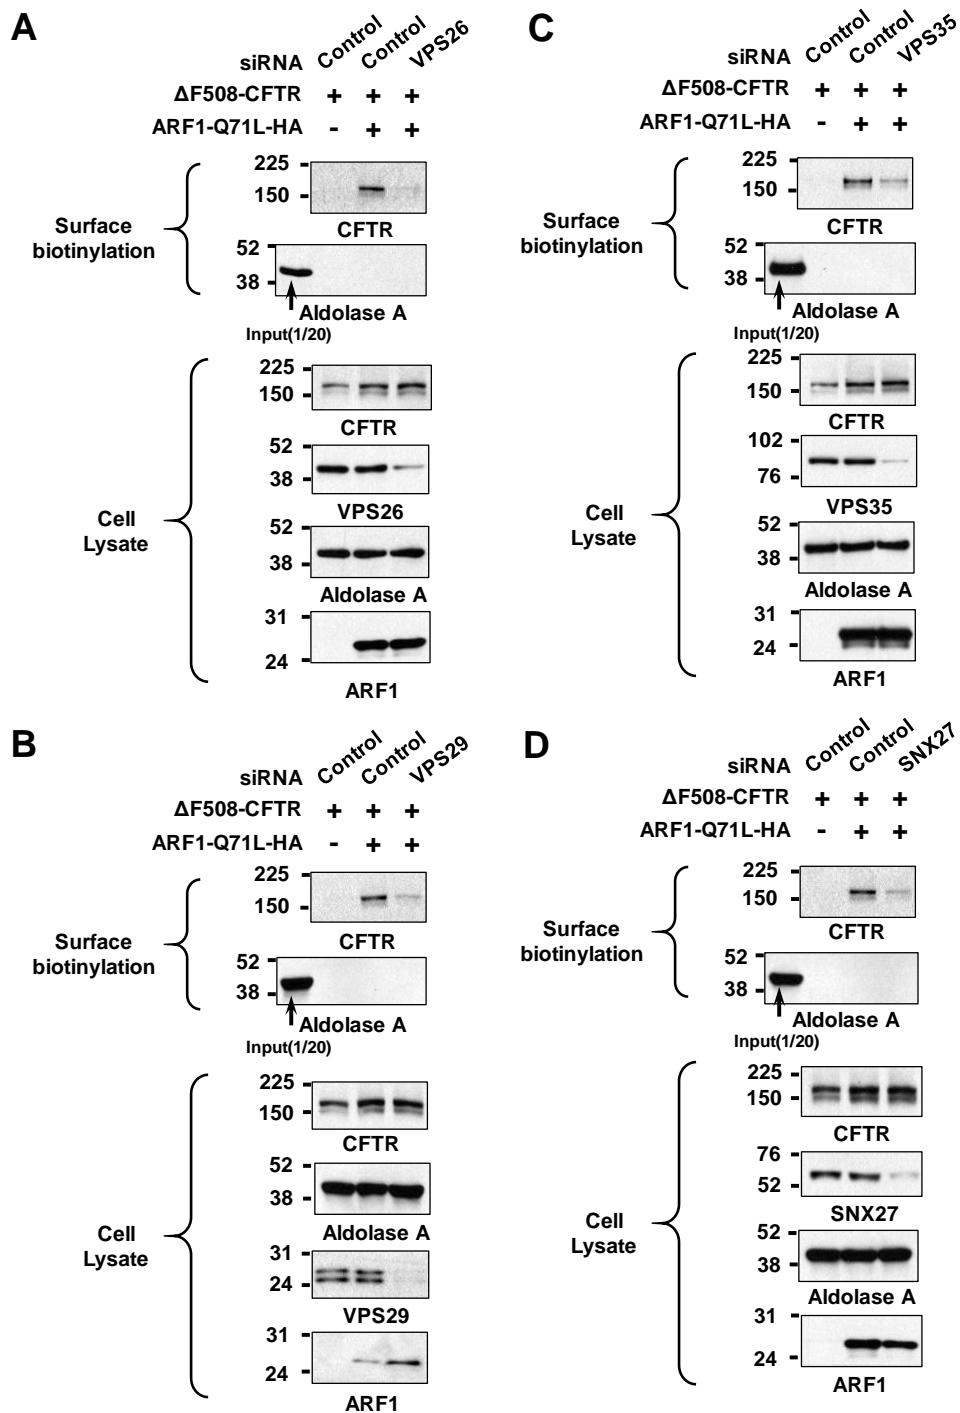 A
siRNA Control Control VPS26
ΔF508-CFTR + + +
ARF1-Q71L-HA - + +
Surface
biotinylation
225
150
CFTR
52
38
Aldolase A
Input(1/20)
Cell
Lysate
225
150
CFTR
52
38
VPS26
52
38
Aldolase A
31
24
ARF1
B
siRNA Control Control VPS29
ΔF508-CFTR + + +
ARF1-Q71L-HA - + +
Surface
biotinylation
225
150
CFTR
52
38
Aldolase A
Input(1/20)
Cell
Lysate
225
150
CFTR
52
38
Aldolase A
31
24
VPS29
31
24
ARF1
C
siRNA Control Control VPS35
ΔF508-CFTR + + +
ARF1-Q71L-HA - + +
Surface
biotinylation
225
150
CFTR
52
38
Aldolase A
Input(1/20)
Cell
Lysate
225
150
CFTR
102
76
VPS35
52
38
Aldolase A
31
24
ARF1
D
siRNA Control Control SNX27
ΔF508-CFTR + + +
ARF1-Q71L-HA - + +
Surface
biotinylation
225
150
CFTR
52
38
Aldolase A
Input(1/20)
Cell
Lysate
225
150
CFTR
76
52
SNX27
52
38
Aldolase A
31
24
ARF1